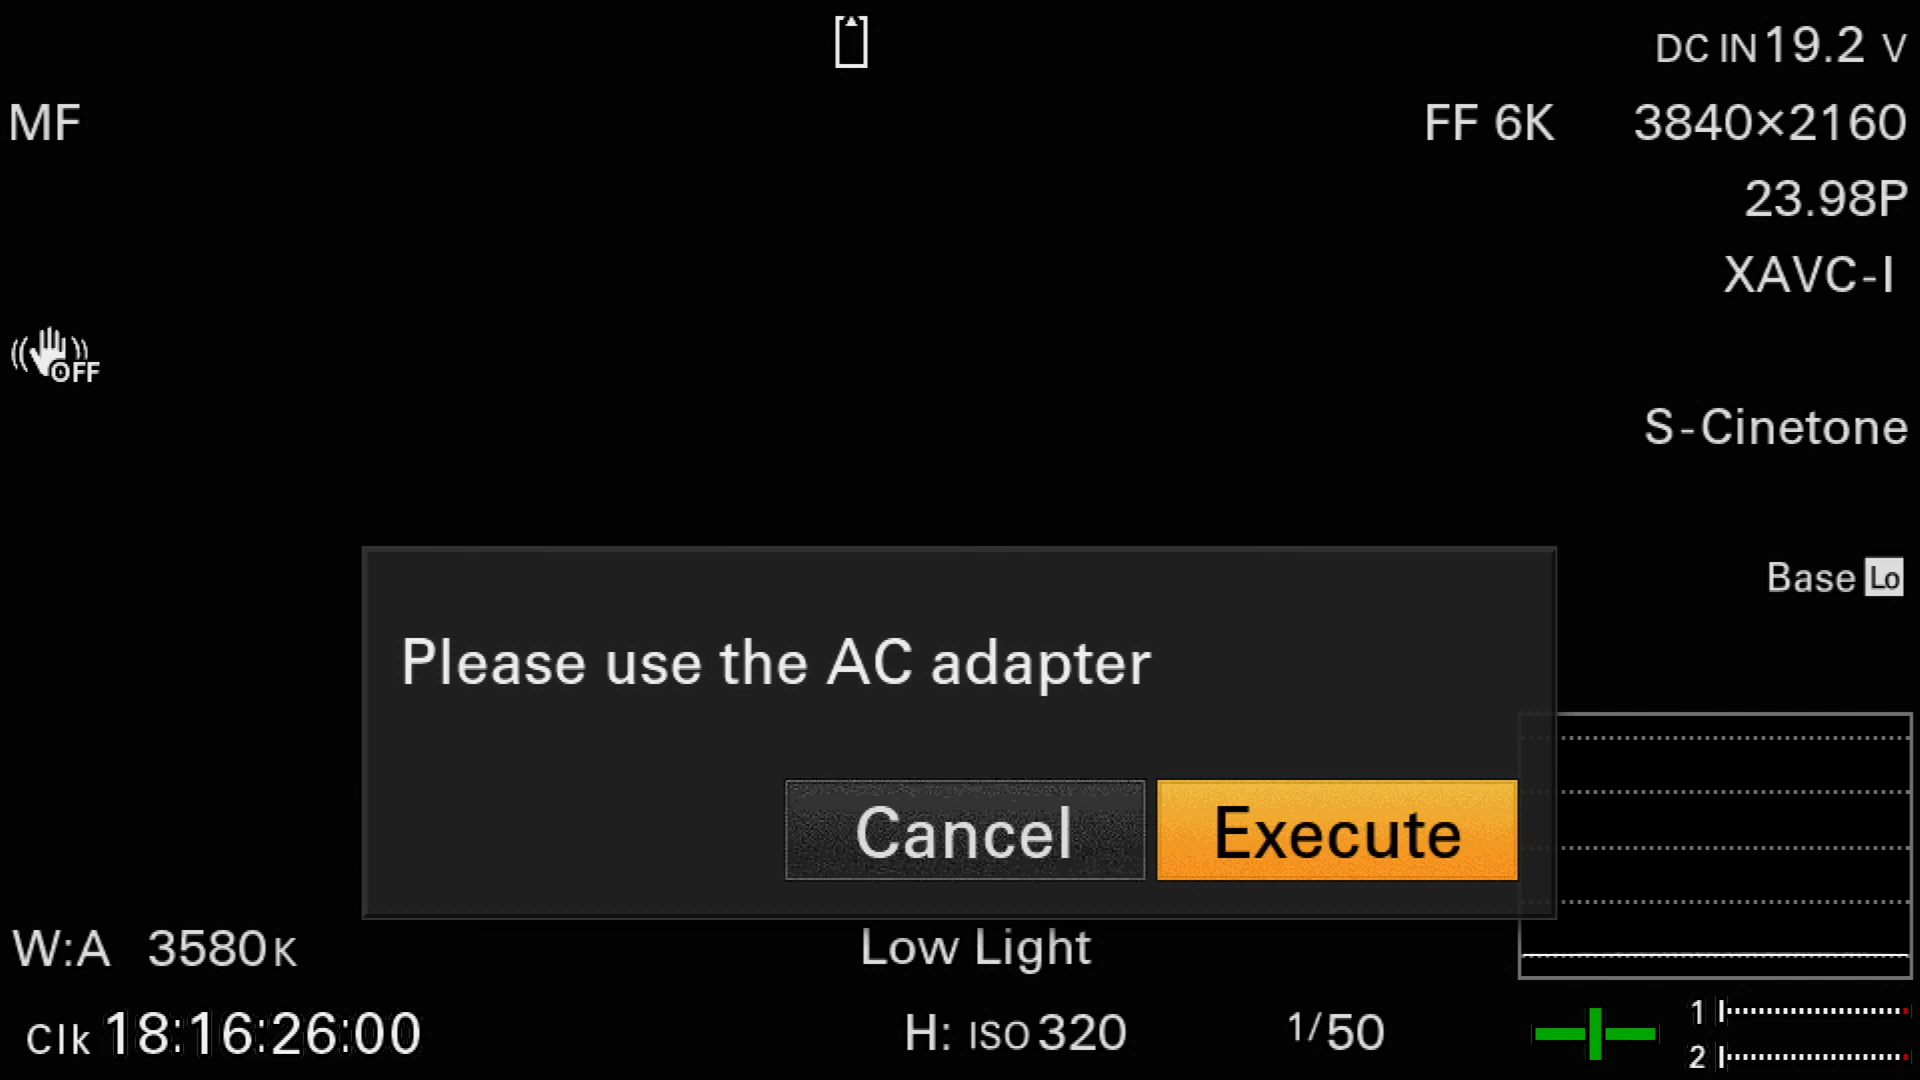 DC IN 19.2 V
MF
FF 6K 3840×2160
23.98P
XAVC-I
OFF
S-Cinetone
Base Lo
Please use the AC adapter
Cancel Execute
W:A 3580K Low Light
Clk 18:16:26:00 H: ISO 320 1/50
1
2